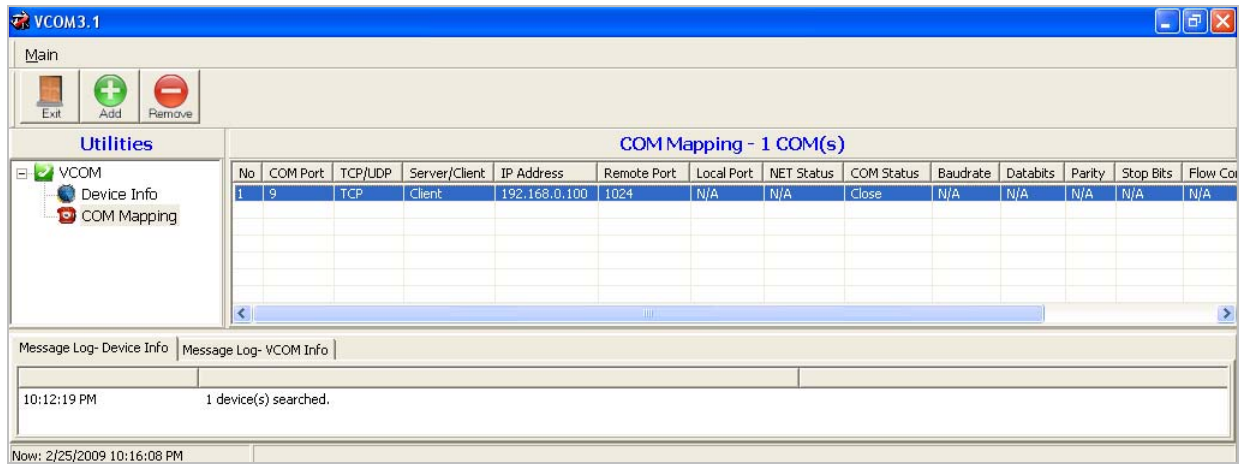 VCOM3.1
Main
Exit Add Remove
Utilities
COM Mapping - 1 COM(s)
VCOM
Device Info
COM Mapping
No COM Port TCP/UDP Server/Client IP Address Remote Port Local Port NET Status COM Status Baudrate Databits Parity Stop Bits Flow Co
1 9 TCP Client 192.168.0.100 1024 N/A N/A Close N/A N/A N/A N/A N/A
Message Log- Device Info Message Log- VCOM Info
10:12:19 PM 1 device(s) searched.
Now: 2/25/2009 10:16:08 PM